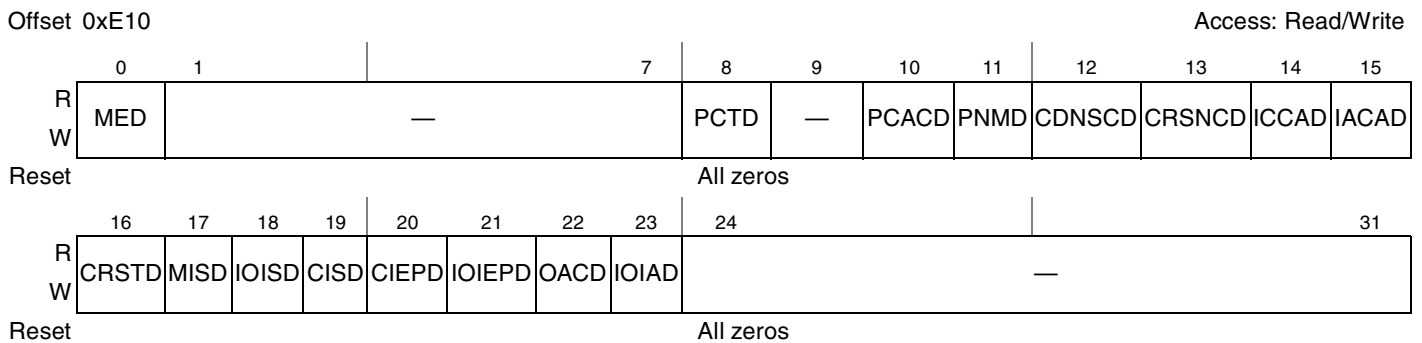 Offset 0xE10 Access: Read/Write
0 1 7 8 9 10 11 12 13 14 15
R
MED — PCTD — PCACD PNMD CDNSCD CRSNCD ICCAD IACAD
W
Reset All zeros
16 17 18 19 20 21 22 23 24 31
R
CRSTD MISD IOISD CISD CIEPD IOIEPD OACD IOIAD —
W
Reset All zeros